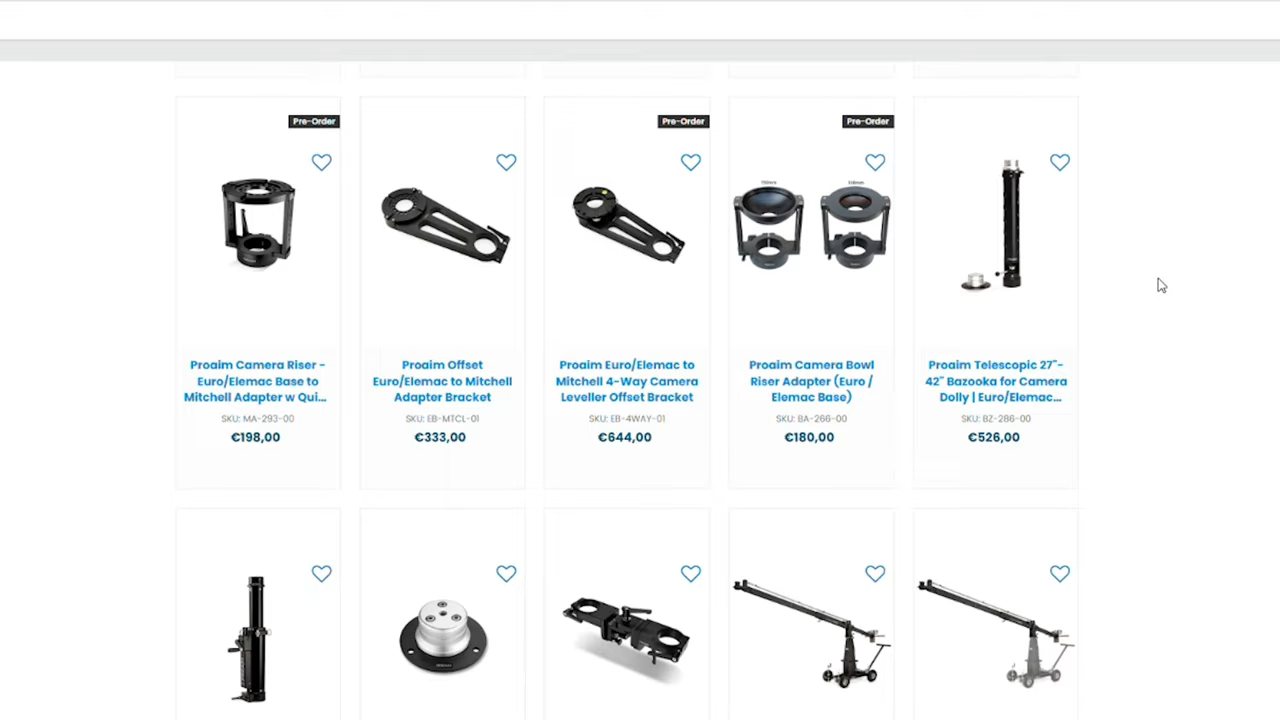 Pre-Order
Pre-Order
Pre-Order
Proaim Camera Riser -
Euro/Elemac Base to
Mitchell Adapter w Qui...
SKU: MA-293-00
€198,00
Proaim Offset
Euro/Elemac to Mitchell
Adapter Bracket
SKU: EB-MTCL-01
€333,00
Proaim Euro/Elemac to
Mitchell 4-Way Camera
Leveller Offset Bracket
SKU: EB-4WAY-01
€644,00
Proaim Camera Bowl
Riser Adapter (Euro /
Elemac Base)
SKU: BA-266-00
€180,00
Proaim Telescopic 27"-
42" Bazooka for Camera
Dolly | Euro/Elemac...
SKU: BZ-286-00
€526,00